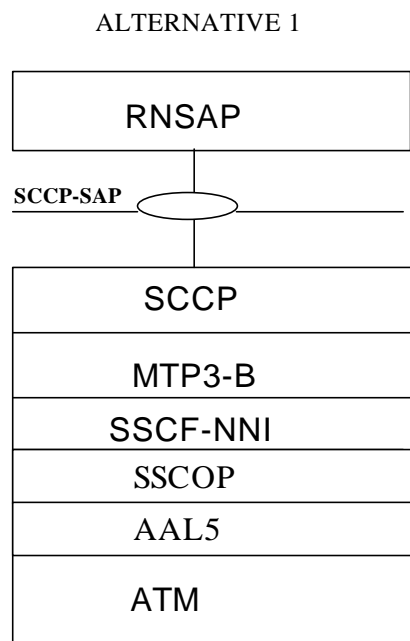 ALTERNATIVE 1
RNSAP
SCCP-SAP
SCCP
MTP3-B
SSCF-NNI
SSCOP
AAL5
ATM